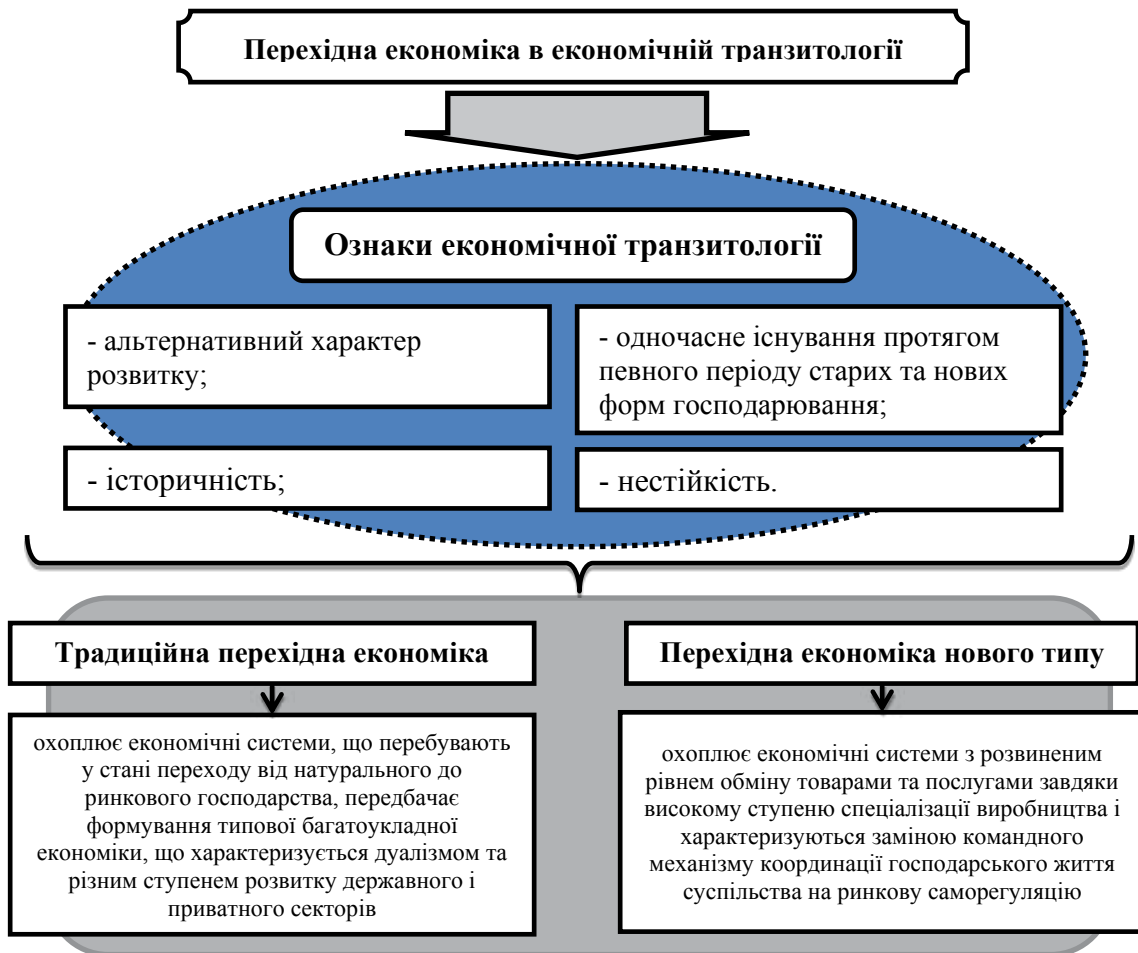 Перехідна економіка в економічній транзитології
Ознаки економічної транзитології
- альтернативний характер
розвитку;
- одночасне існування протягом
певного періоду старих та нових
форм господарювання;
- історичність;
- нестійкість.
Традиційна перехідна економіка
Перехідна економіка нового типу
охоплює економічні системи, що перебувають
у стані переходу від натурального до
ринкового господарства, передбачає
формування типової багатоукладної
економіки, що характеризується дуалізмом та
різним ступенем розвитку державного і
приватного секторів
охоплює економічні системи з розвиненим
рівнем обміну товарами та послугами завдяки
високому ступеню спеціалізації виробництва і
характеризуються заміною командного
механізму координації господарського життя
суспільства на ринкову саморегуляцію